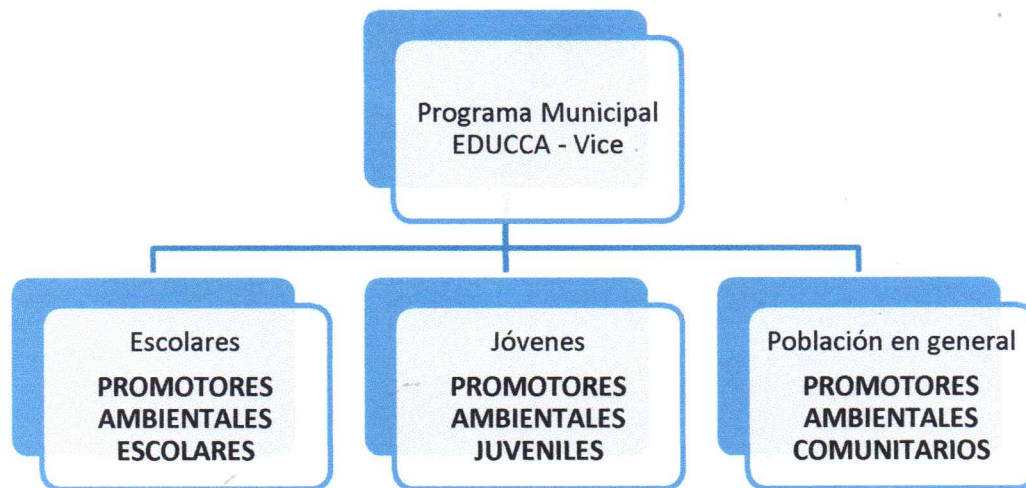 Programa Municipal
EDUCCA - Vice
Escolares
PROMOTORES
AMBIENTALES
ESCOLARES
Jóvenes
PROMOTORES
AMBIENTALES
JUVENILES
Población en general
PROMOTORES
AMBIENTALES
COMUNITARIOS